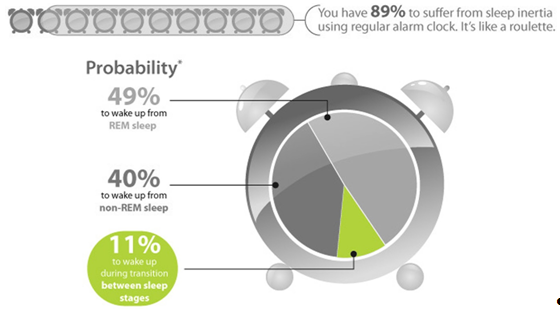 You have 89% to suffer from sleep inertia
using regular alarm clock. It's like a roulette.
Probability*
49%
to wake up from
REM sleep
40%
to wake up from
non-REM sleep
11%
to wake up
during transition
between sleep
stages